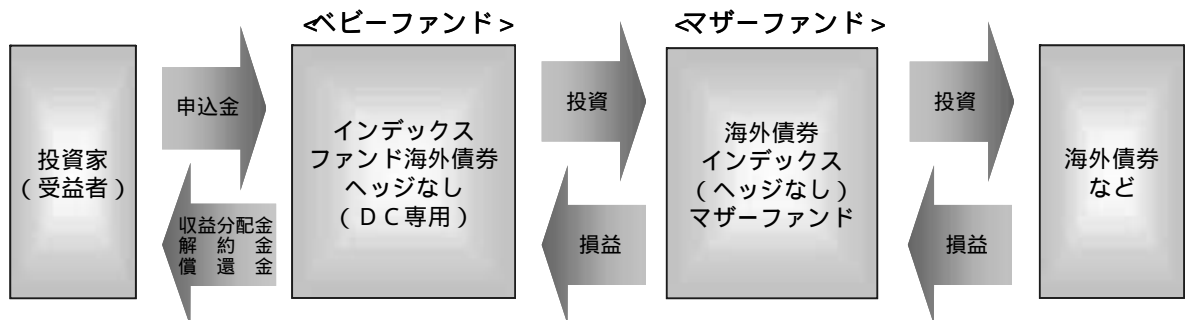 <ベビーファンド>
<マザーファンド>
投資家
(受益者)
申込金
収益分配金
解約金
償還金
インデックス
ファンド海外債券
ヘッジなし
(DC専用)
投資
損益
海外債券
インデックス
(ヘッジなし)
マザーファンド
投資
損益
海外債券
など